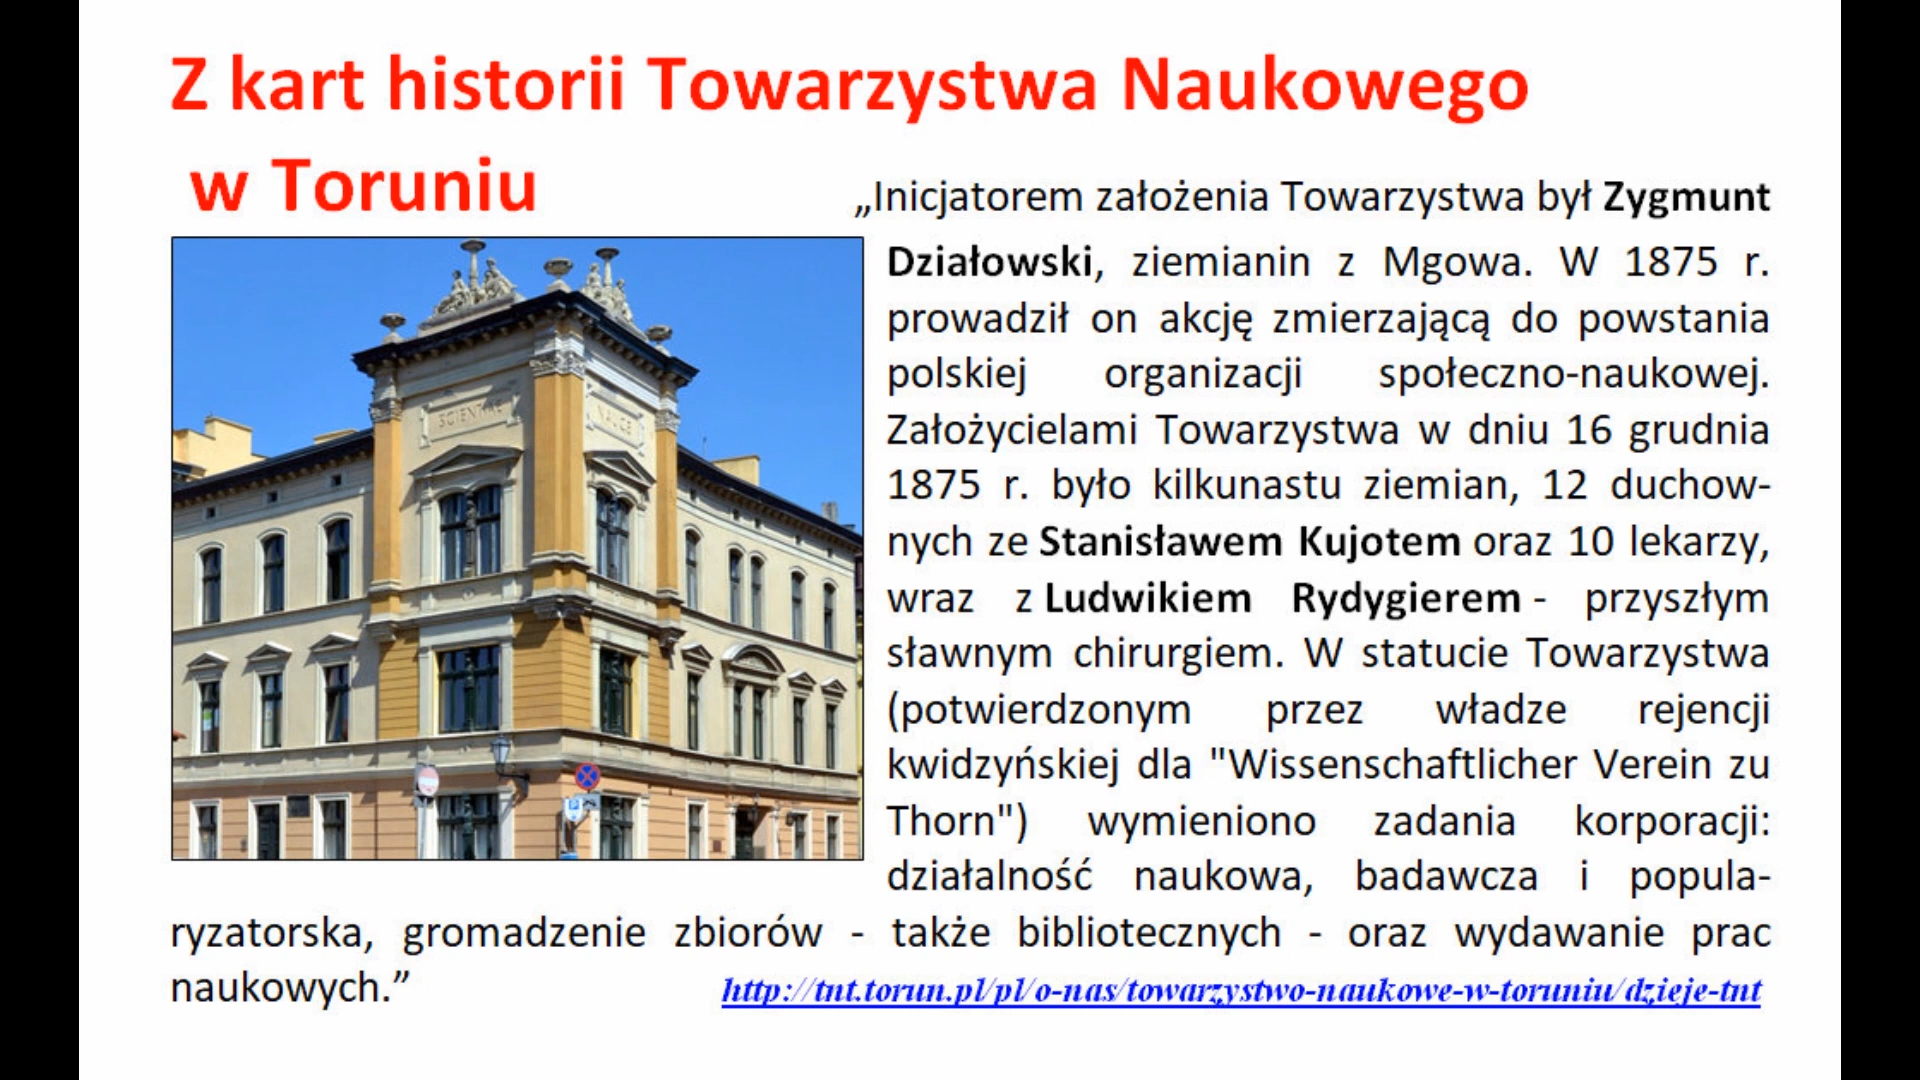 Z kart historii Towarzystwa Naukowego
w Toruniu
„Inicjatorem założenia Towarzystwa był Zygmunt
Działowski, ziemianin z Mgowa. W 1875 r.
prowadził on akcję zmierzającą do powstania
polskiej organizacji społeczno-naukowej.
Założycielami Towarzystwa w dniu 16 grudnia
1875 r. było kilkunastu ziemian, 12 duchow-
nych ze Stanisławem Kujotem oraz 10 lekarzy,
wraz z Ludwikiem Rydygierem - przyszłym
sławnym chirurgiem. W statucie Towarzystwa
(potwierdzonym przez władze rejencji
kwidzyńskiej dla "Wissenschaftlicher Verein zu
Thorn") wymieniono zadania korporacji:
działalność naukowa, badawcza i popula-
ryzatorska, gromadzenie zbiorów - także bibliotecznych - oraz wydawanie prac
naukowych.”
http://tnt.torun.pl/pl/o-nas/towarzystwo-naukowe-w-toruniu/dzieje-tnt
SCIENTIAE
NAUCE
P